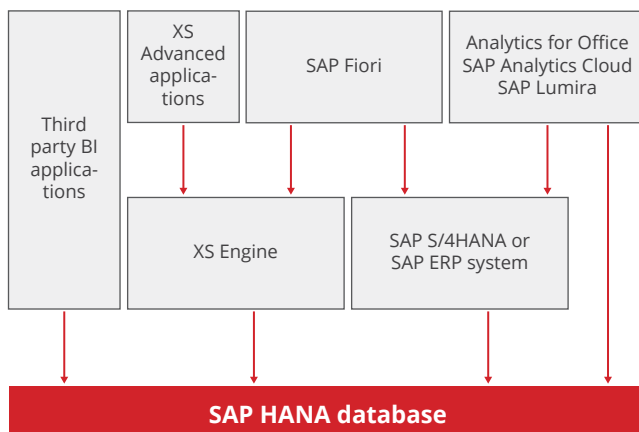 Third
party BI
applica-
tions
XS
Advanced
applica-
tions
SAP Fiori
Analytics for Office
SAP Analytics Cloud
SAP Lumira
XS Engine
SAP S/4HANA or
SAP ERP system
SAP HANA database